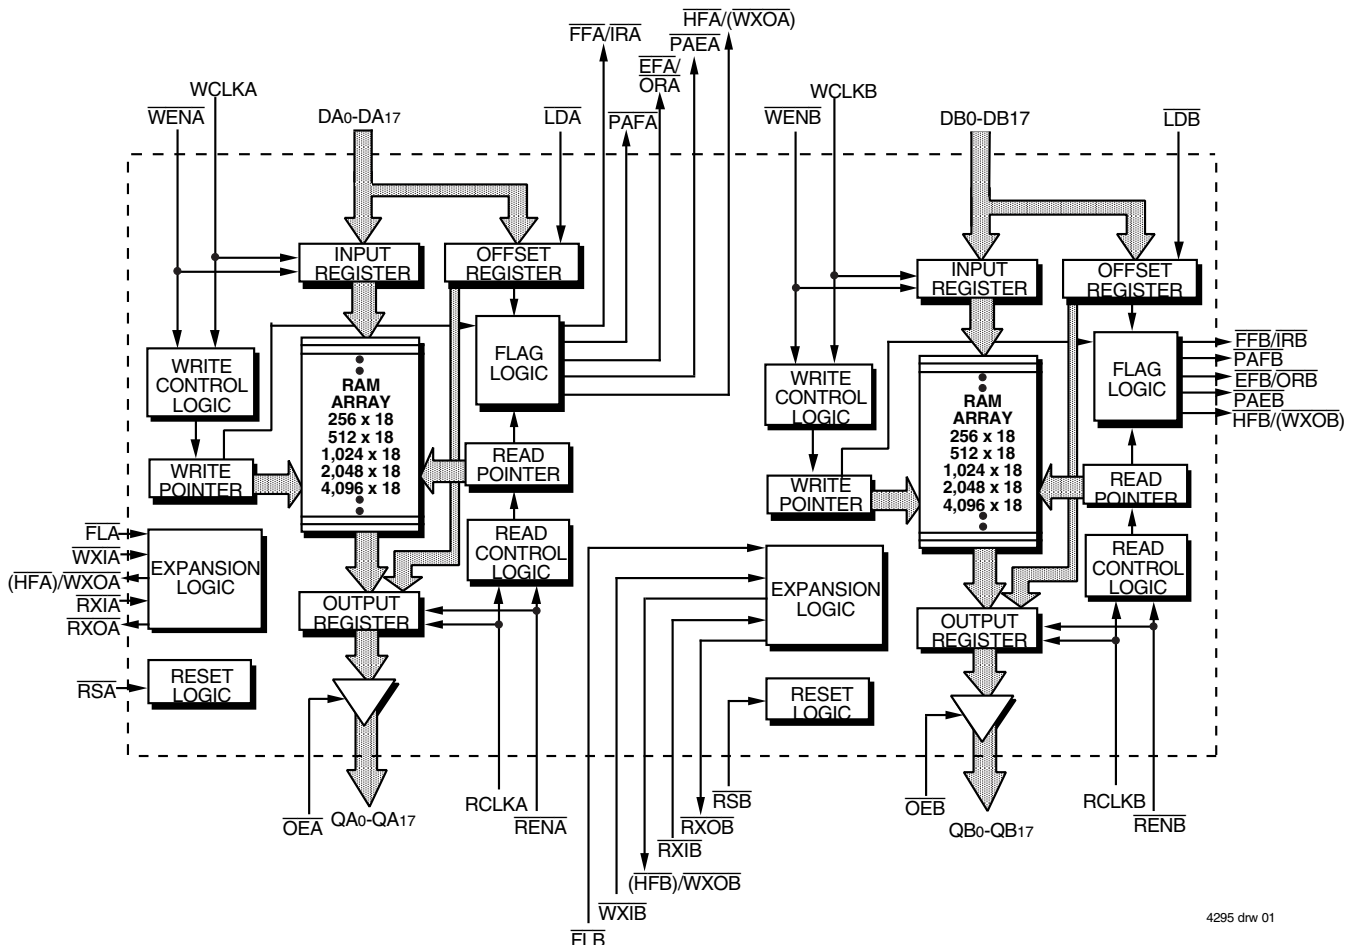 HFA/(WXOA)
FFA/IRA
PAEA
EFA/
ORA
WCLKA
WENA
DA0-DA17
LDA
PAFA
WCLKB
WENB
DB0-DB17
LDB
INPUT
REGISTER
OFFSET
REGISTER
WRITE
CONTROL
LOGIC
RAM
ARRAY
256 x 18
512 x 18
1,024 x 18
2,048 x 18
4,096 x 18
FLAG
LOGIC
WRITE
POINTER
READ
POINTER
READ
CONTROL
LOGIC
FLA
WXIA
(HFA)/WXOA
RXIA
RXOA
EXPANSION
LOGIC
OUTPUT
REGISTER
RSA
RESET
LOGIC
OEA
QA0-QA17
RCLKA
RENA
INPUT
REGISTER
OFFSET
REGISTER
WRITE
CONTROL
LOGIC
RAM
ARRAY
256 x 18
512 x 18
1,024 x 18
2,048 x 18
4,096 x 18
FLAG
LOGIC
FFB/IRB
PAFB
EFB/ORB
PAEB
HFB/(WXOB)
WRITE
POINTER
READ
POINTER
READ
CONTROL
LOGIC
EXPANSION
LOGIC
OUTPUT
REGISTER
RESET
LOGIC
RSB
RXOB
RXIB
(HFB)/WXOB
WXIB
FLB
OEB
QB0-QB17
RCLKB
RENB
4295 drw 01